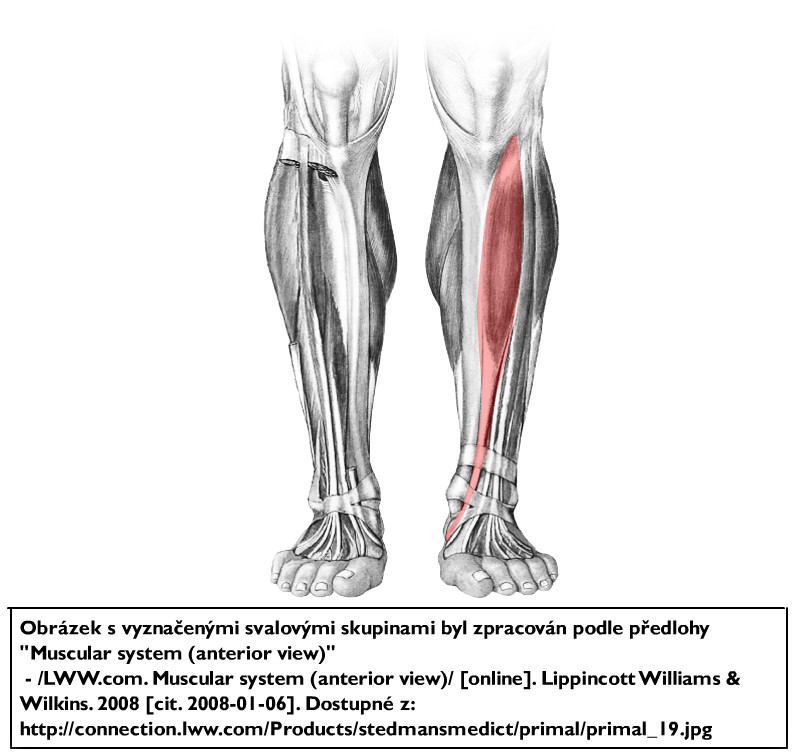 Obrázek s vyznačenými svalovými skupinami byl zpracován podle předlohy
"Muscular system (anterior view)"
- /LWW.com. Muscular system (anterior view)/ [online]. Lippincott Williams &
Wilkins. 2008 [cit. 2008-01-06]. Dostupné z:
http://connection.lww.com/Products/stedmansmedict/primal/primal_19.jpg